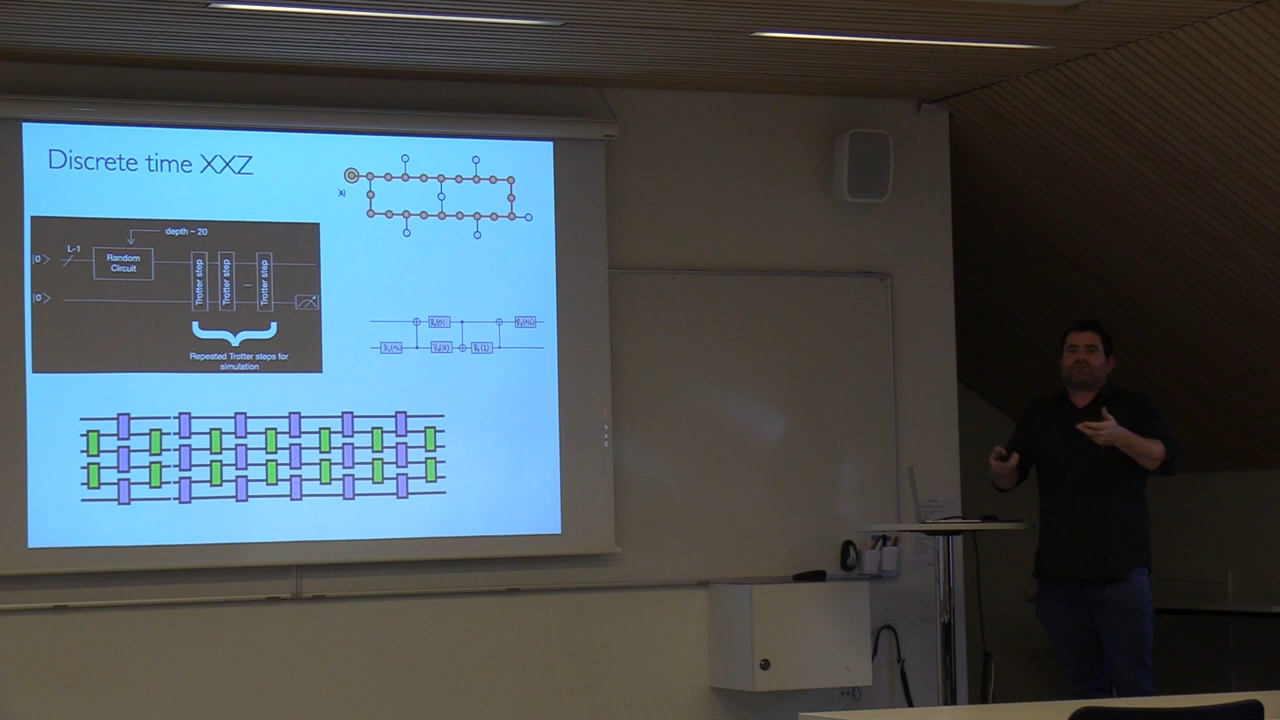 Discrete time XXZ
depth ~ 20
|0>
L-1
Random
Circuit
Trotter step
Trotter step
...
Trotter step
|0>
Repeated Trotter steps for
simulation